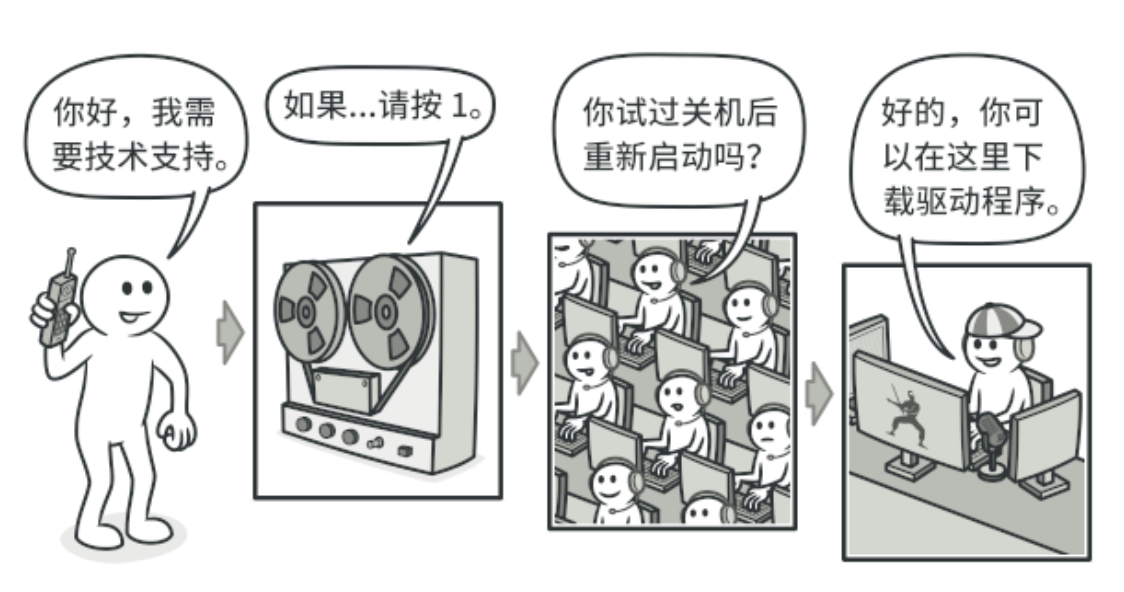 你好，我需
要技术支持。
如果...请按 1。
你试过关机后
重新启动吗？
好的，你可
以在这里下
载驱动程序。